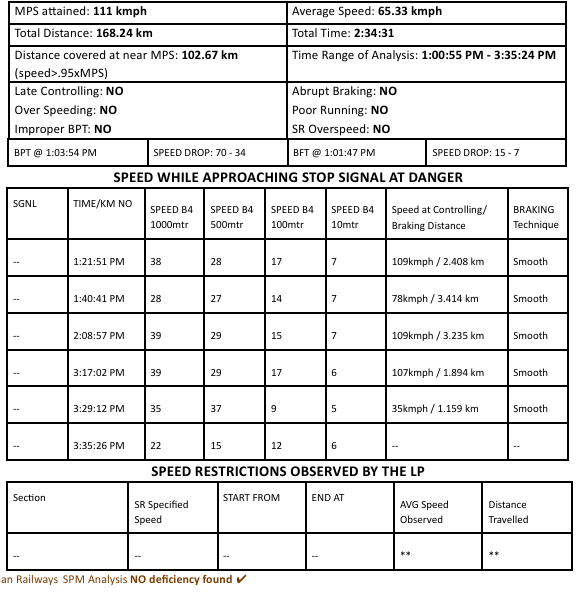 MPS attained: 111 kmph Average Speed: 65.33 kmph
Total Distance: 168.24 km Total Time: 2:34:31
Distance covered at near MPS: 102.67 km Time Range of Analysis: 1:00:55 PM - 3:35:24 PM
(speed>.95xMPS)
Late Controlling: NO Abrupt Braking: NO
Over Speeding: NO Poor Running: NO
Improper BPT: NO SR Overspeed: NO
BPT @ 1:03:54 PM SPEED DROP: 70 - 34 BFT @ 1:01:47 PM SPEED DROP: 15 - 7
SPEED WHILE APPROACHING STOP SIGNAL AT DANGER
SGNL TIME/KM NO SPEED B4 1000mtr SPEED B4 500mtr SPEED B4 100mtr SPEED B4 10mtr Speed at Controlling/ Braking Distance BRAKING Technique
-- 1:21:51 PM 38 28 17 7 109kmph / 2.408 km Smooth
-- 1:40:41 PM 28 27 14 7 78kmph / 3.414 km Smooth
-- 2:08:57 PM 39 29 15 7 109kmph / 3.235 km Smooth
-- 3:17:02 PM 39 29 17 6 107kmph / 1.894 km Smooth
-- 3:29:12 PM 35 37 9 5 35kmph / 1.159 km Smooth
-- 3:35:26 PM 22 15 12 6 -- --
SPEED RESTRICTIONS OBSERVED BY THE LP
Section SR Specified Speed START FROM END AT AVG Speed Observed Distance Travelled
-- -- -- -- ** **
an Railways SPM Analysis NO deficiency found ✔